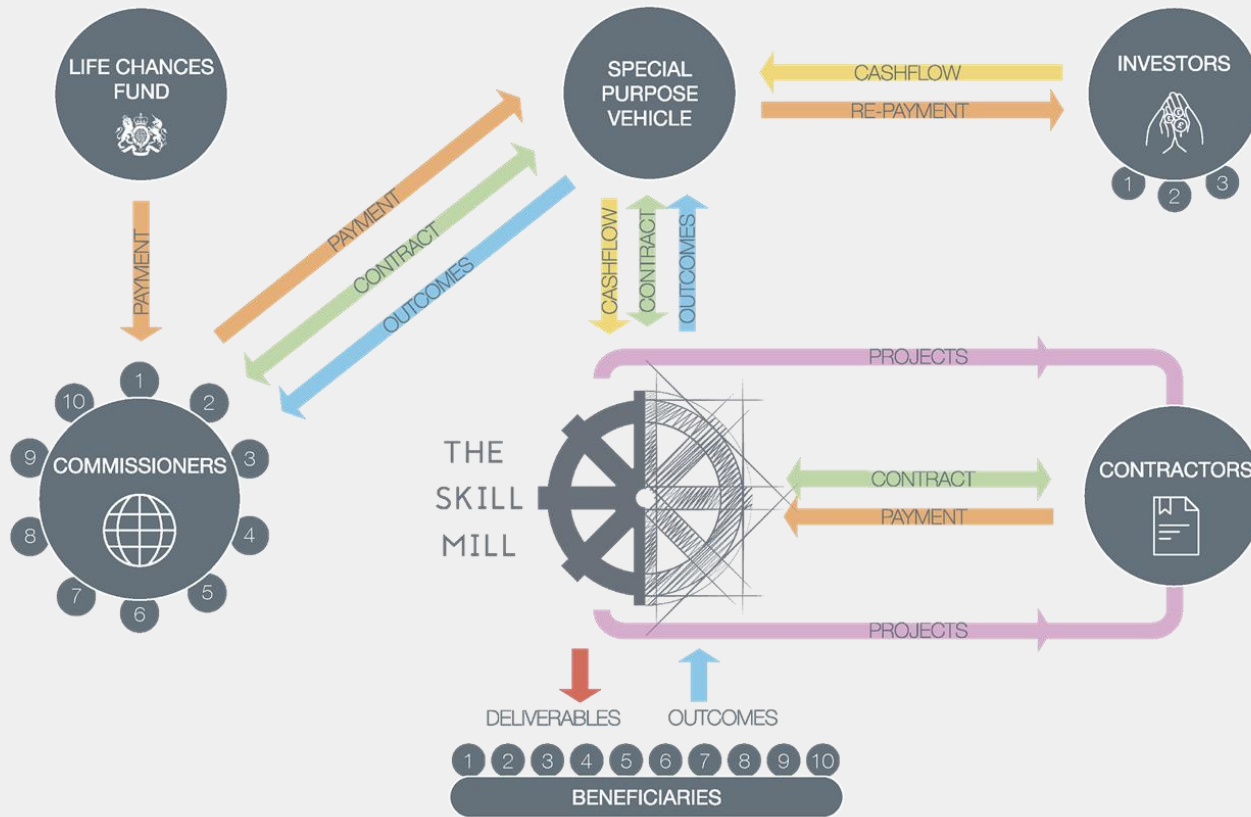 LIFE CHANCES
FUND
SPECIAL
PURPOSE
VEHICLE
INVESTORS
1
2
3
CASHFLOW
RE-PAYMENT
PAYMENT
PAYMENT
CONTRACT
OUTCOMES
CASHFLOW
CONTRACT
OUTCOMES
PROJECTS
COMMISSIONERS
1
2
3
4
5
6
7
8
9
10
THE
SKILL
MILL
CONTRACT
PAYMENT
CONTRACTORS
PROJECTS
DELIVERABLES
OUTCOMES
1 2 3 4 5 6 7 8 9 10
BENEFICIARIES